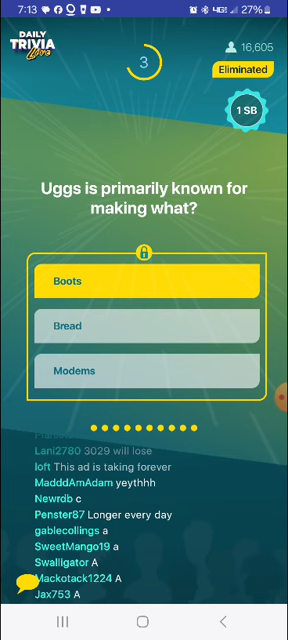 7:13
4GE 27%
DAILY
TRIVIA
Live
3
16,605
Eliminated
1 SB
Uggs is primarily known for
making what?
Boots
Bread
Modems
Lani2780 3029 will lose
loft This ad is taking forever
MadddAmAdam yeythhh
Newrdb c
Penster87 Longer every day
gablecollings a
SweetMango19 a
Swalligator A
Mackotack1224 A
Jax753 A